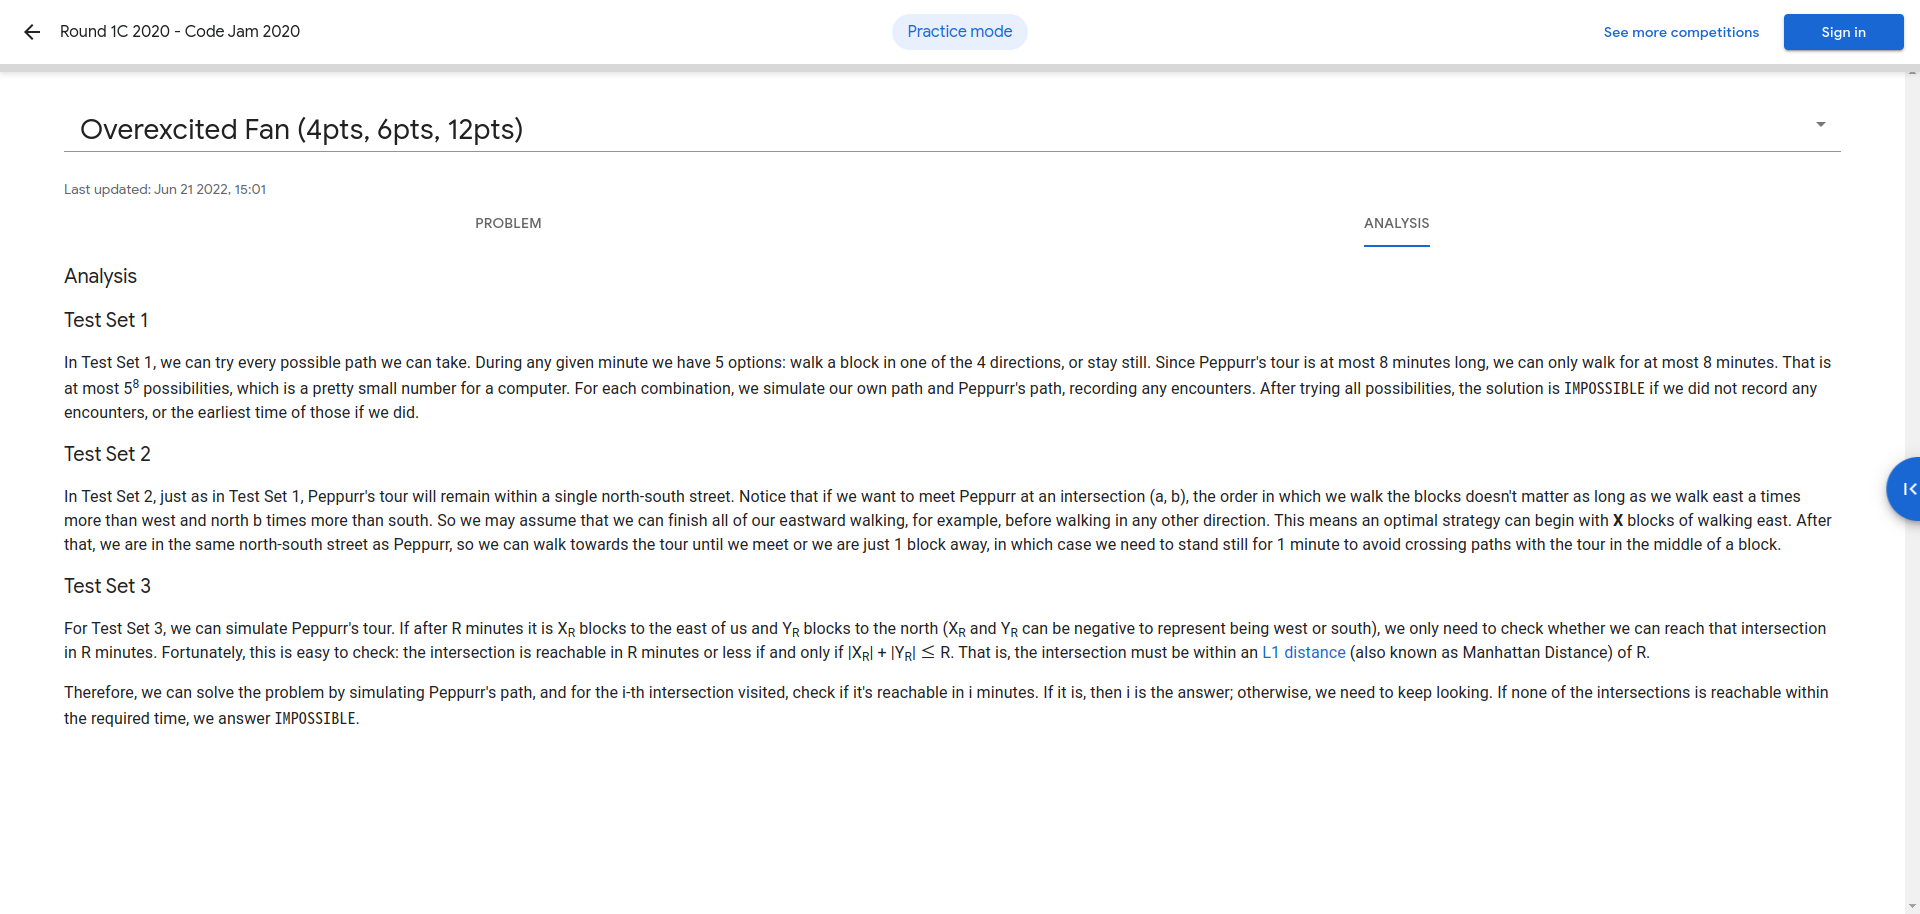 Round 1C 2020 - Code Jam 2020
Practice mode
See more competitions
Sign in
Overexcited Fan (4pts, 6pts, 12pts)
Last updated: Jun 21 2022, 15:01
PROBLEM
ANALYSIS
Analysis
Test Set 1
In Test Set 1, we can try every possible path we can take. During any given minute we have 5 options: walk a block in one of the 4 directions, or stay still. Since Peppurr's tour is at most 8 minutes long, we can only walk for at most 8 minutes. That is
at most 5⁸ possibilities, which is a pretty small number for a computer. For each combination, we simulate our own path and Peppurr's path, recording any encounters. After trying all possibilities, the solution is IMPOSSIBLE if we did not record any
encounters, or the earliest time of those if we did.
Test Set 2
In Test Set 2, just as in Test Set 1, Peppurr's tour will remain within a single north-south street. Notice that if we want to meet Peppurr at an intersection (a, b), the order in which we walk the blocks doesn't matter as long as we walk east a times
more than west and north b times more than south. So we may assume that we can finish all of our eastward walking, for example, before walking in any other direction. This means an optimal strategy can begin with X blocks of walking east. After
that, we are in the same north-south street as Peppurr, so we can walk towards the tour until we meet or we are just 1 block away, in which case we need to stand still for 1 minute to avoid crossing paths with the tour in the middle of a block.
Test Set 3
For Test Set 3, we can simulate Peppurr's tour. If after R minutes it is X_R blocks to the east of us and Y_R blocks to the north (X_R and Y_R can be negative to represent being west or south), we only need to check whether we can reach that intersection
in R minutes. Fortunately, this is easy to check: the intersection is reachable in R minutes or less if and only if |X_R| + |Y_R| ≤ R. That is, the intersection must be within an L1 distance (also known as Manhattan Distance) of R.
Therefore, we can solve the problem by simulating Peppurr's path, and for the i-th intersection visited, check if it's reachable in i minutes. If it is, then i is the answer; otherwise, we need to keep looking. If none of the intersections is reachable within
the required time, we answer IMPOSSIBLE.